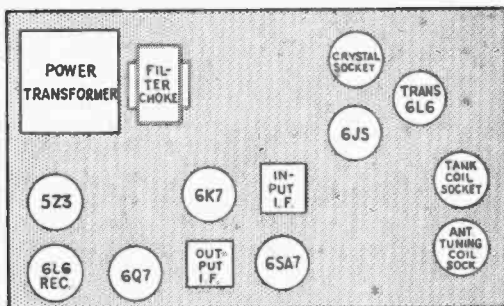 POWER
TRANSFORMER
FIL-
TER
CHOKE
CRYSTAL
SOCKET
TRANS
6L6
6J5
5Z3
6K7
IN-
PUT
I.F.
TANK
COIL
SOCKET
6L6
REC.
6Q7
OUT-
PUT
I.F.
6SA7
ANT
TUNING
COIL
SOCK.